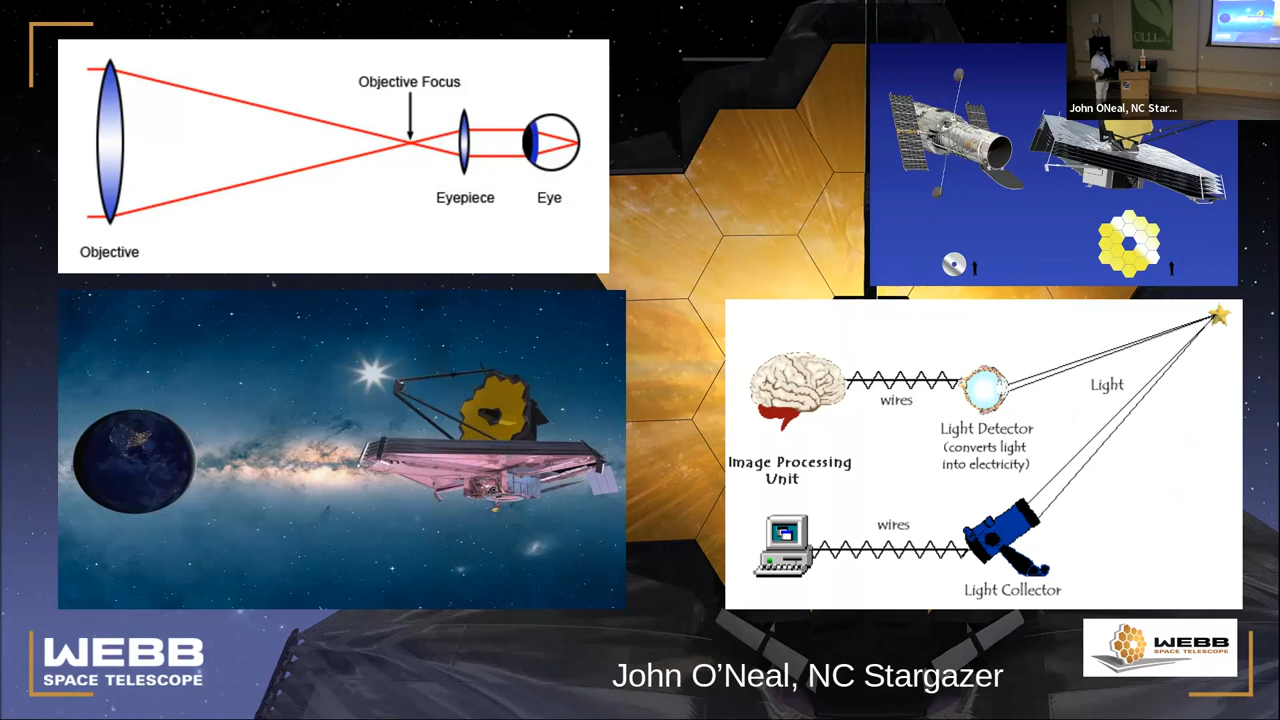 Objective Focus
Eyepiece
Eye
Objective
John ONeal, NC Star...
wires
Light
Light Detector
(converts light
into electricity)
Image Processing
Unit
wires
Light Collector
WEBB
SPACE TELESCOPE
John O’Neal, NC Stargazer
WEBB
SPACE TELESCOPE